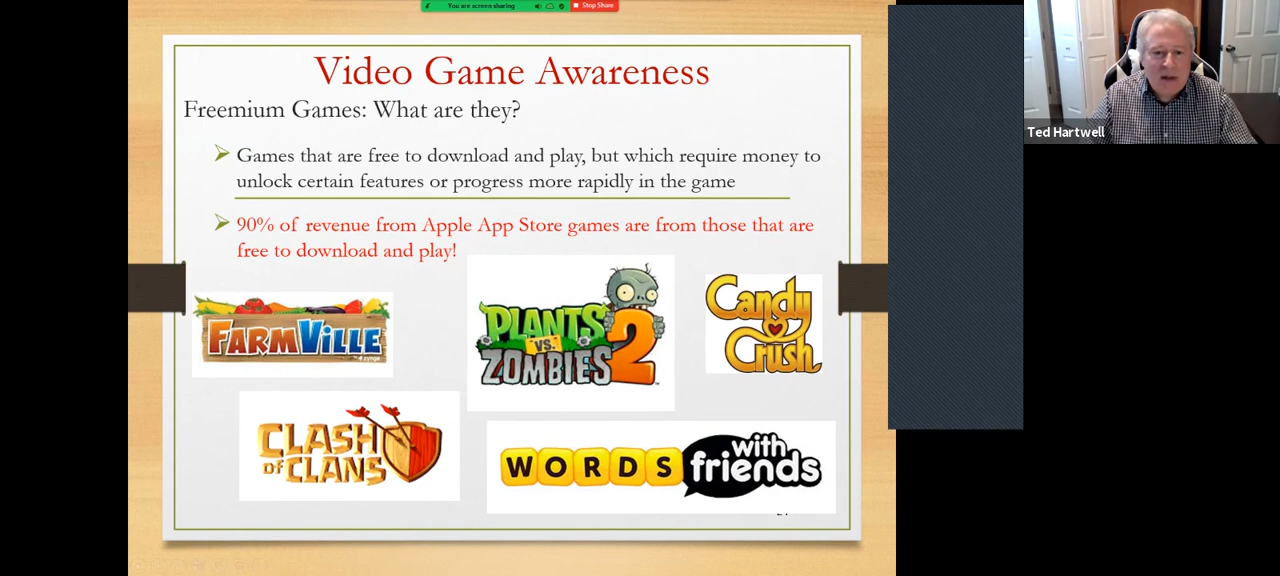 You are screen sharing
Stop Share
Video Game Awareness
Freemium Games: What are they?
Games that are free to download and play, but which require money to
unlock certain features or progress more rapidly in the game
90% of revenue from Apple App Store games are from those that are
free to download and play!
FARMVILLE
zynga
PLANTS
VS.
ZOMBIES 2
Candy
Crush
CLASH
OF CLANS
WORDS with friends
Ted Hartwell